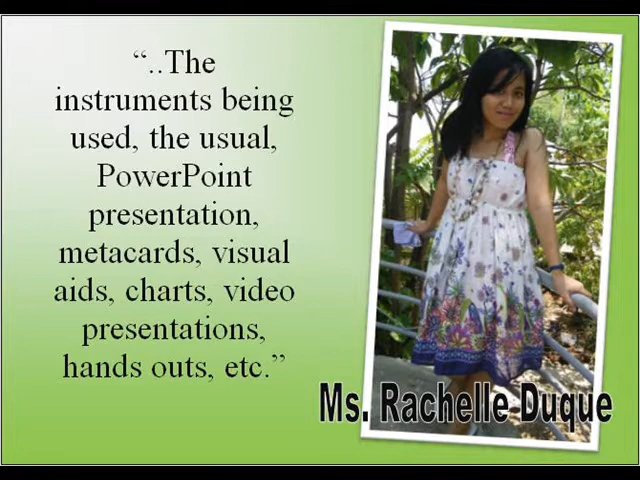 “..The
instruments being
used, the usual,
PowerPoint
presentation,
metacards, visual
aids, charts, video
presentations,
hands outs, etc.”
Ms. Rachelle Duque